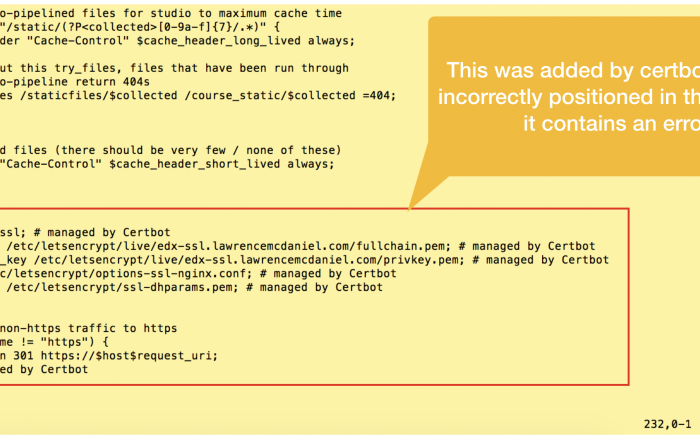 o-pipelined files for studio to maximum cache time
"/static/(?P<collected>[0-9a-f]{7}/.*)" {
der "Cache-Control" $cache_header_long_lived always;
ut this try_files, files that have been run through
o-pipeline return 404s
es /staticfiles/$collected /course_static/$collected =404;
d files (there should be very few / none of these)
"Cache-Control" $cache_header_short_lived always;
This was added by certbo
incorrectly positioned in th
it contains an erro
ssl; # managed by Certbot
/etc/letsencrypt/live/edx-ssl.lawrencemcdaniel.com/fullchain.pem; # managed by Certbot
_key /etc/letsencrypt/live/edx-ssl.lawrencemcdaniel.com/privkey.pem; # managed by Certbot
c/letsencrypt/options-ssl-nginx.conf; # managed by Certbot
/etc/letsencrypt/ssl-dhparams.pem; # managed by Certbot
non-https traffic to https
me != "https") {
n 301 https://$host$request_uri;
ed by Certbot
232,0-1